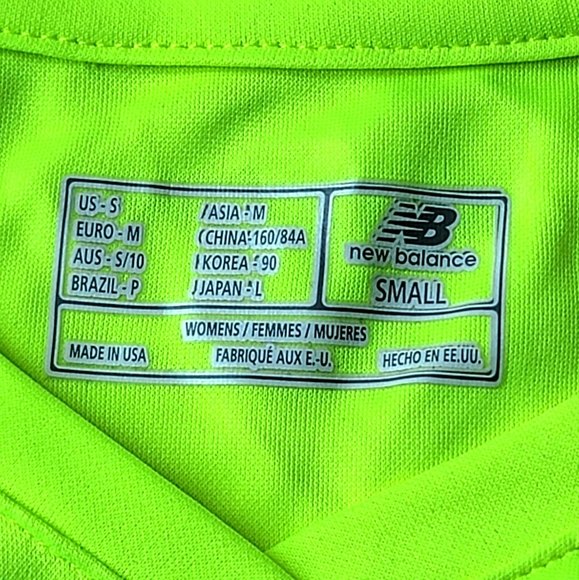 US - S / ASIA - M
EURO - M / CHINA - 160/84A
AUS - S/10 / KOREA - 90
BRAZIL - P / JAPAN - L
NB
new balance
SMALL
WOMENS / FEMMES / MUJERES
MADE IN USA FABRIQUÉ AUX E.-U. HECHO EN EE.UU.